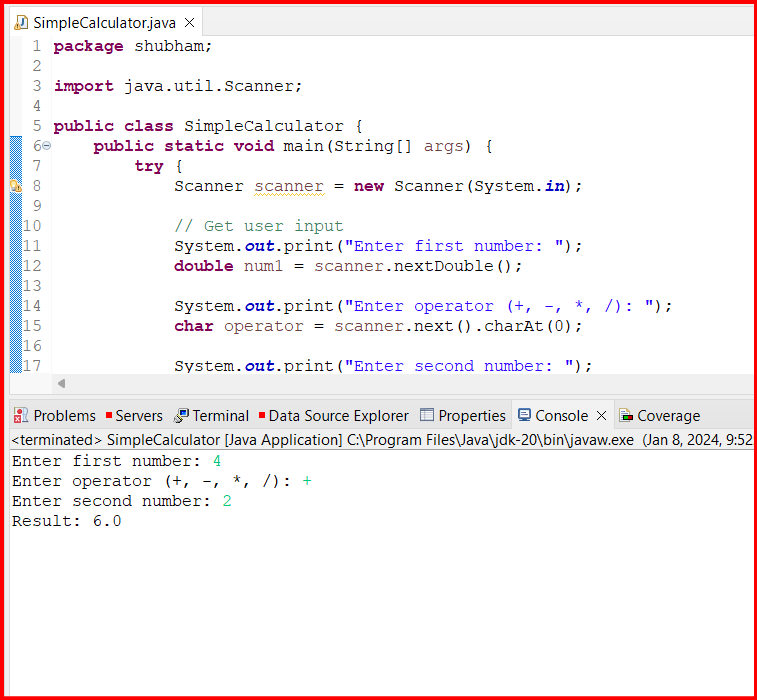 SimpleCalculator.java
1 package shubham;
2
3 import java.util.Scanner;
4
5 public class SimpleCalculator {
6 public static void main(String[] args) {
7 try {
8 Scanner scanner = new Scanner(System.in);
9
10 // Get user input
11 System.out.print("Enter first number: ");
12 double num1 = scanner.nextDouble();
13
14 System.out.print("Enter operator (+, -, *, /): ");
15 char operator = scanner.next().charAt(0);
16
17 System.out.print("Enter second number: ");
Problems Servers Terminal Data Source Explorer Properties Console Coverage
<terminated> SimpleCalculator [Java Application] C:\Program Files\Java\jdk-20\bin\javaw.exe (Jan 8, 2024, 9:52
Enter first number: 4
Enter operator (+, -, *, /): +
Enter second number: 2
Result: 6.0